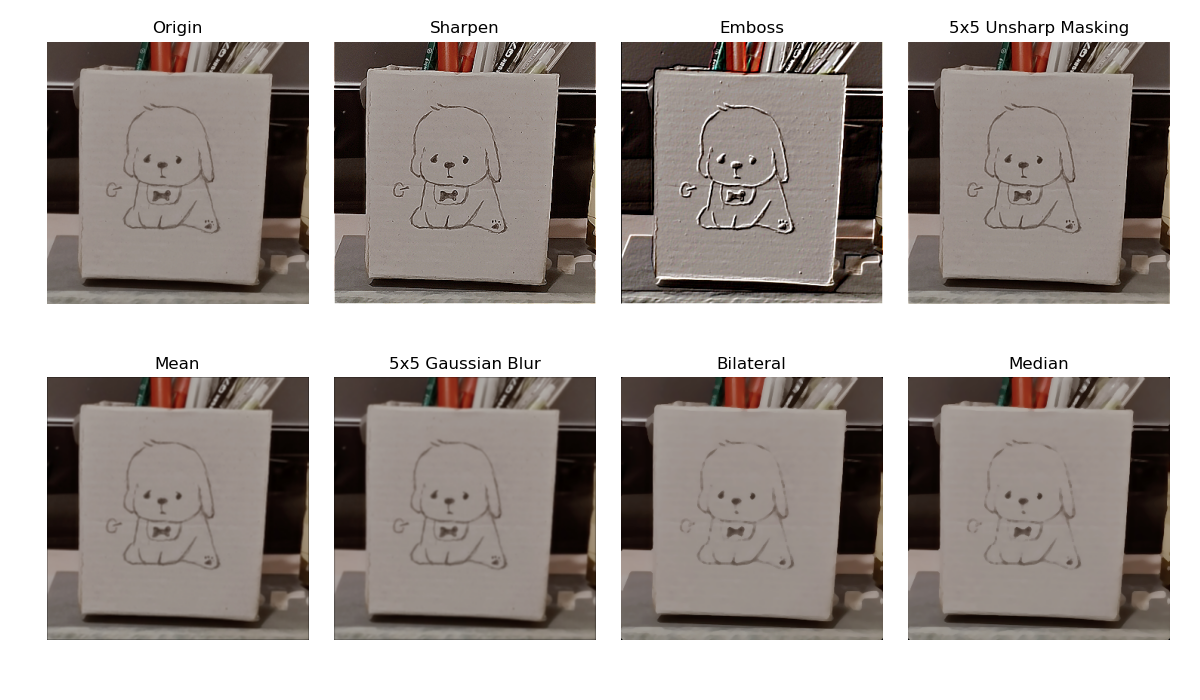 Origin
Sharpen
Emboss
5x5 Unsharp Masking
Mean
5x5 Gaussian Blur
Bilateral
Median